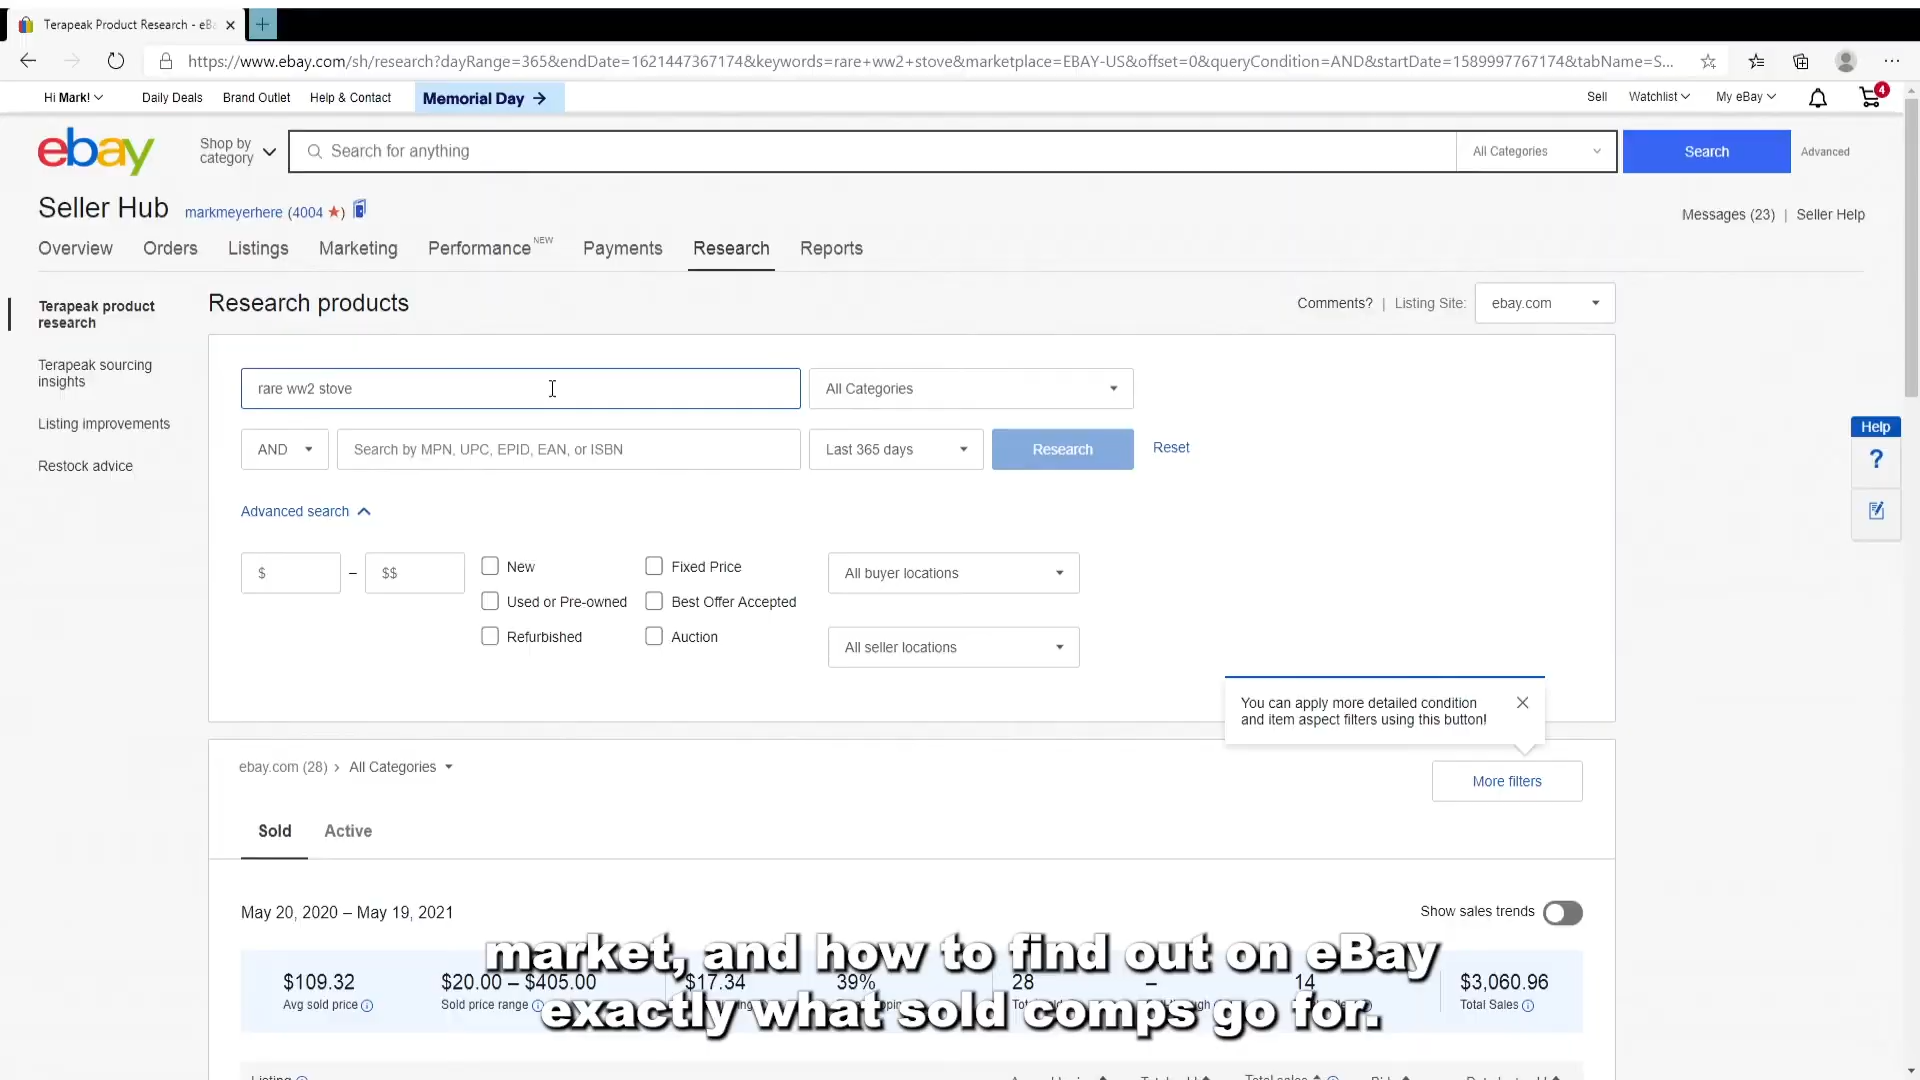 Terapeak Product Research - eB
https://www.ebay.com/sh/research?dayRange=365&endDate=1621447367174&keywords=rare+ww2+stove&marketplace=EBAY-US&offset=0&queryCondition=AND&startDate=1589997767174&tabName=S...
Hi Mark! Daily Deals Brand Outlet Help & Contact Memorial Day → Sell Watchlist My eBay 4
ebay Shop by category Search for anything All Categories Search Advanced
Seller Hub markmeyerhere (4004 ★) Messages (23) | Seller Help
Overview Orders Listings Marketing Performance NEW Payments Research Reports
Terapeak product research
Terapeak sourcing insights
Listing improvements
Restock advice
Research products Comments? | Listing Site: ebay.com
rare ww2 stove All Categories
AND Search by MPN, UPC, EPID, EAN, or ISBN Last 365 days Research Reset
Advanced search
$ – $$ New Fixed Price All buyer locations
Used or Pre-owned Best Offer Accepted
Refurbished Auction All seller locations
Help
?
You can apply more detailed condition
and item aspect filters using this button!
ebay.com (28) > All Categories More filters
Sold Active
May 20, 2020 – May 19, 2021 Show sales trends
market, and how to find out on eBay
$109.32 $20.00 – $405.00 $17.34 39% 28 – 14 $3,060.96
Avg sold price Sold price range Total Sales
exactly what sold comps go for.